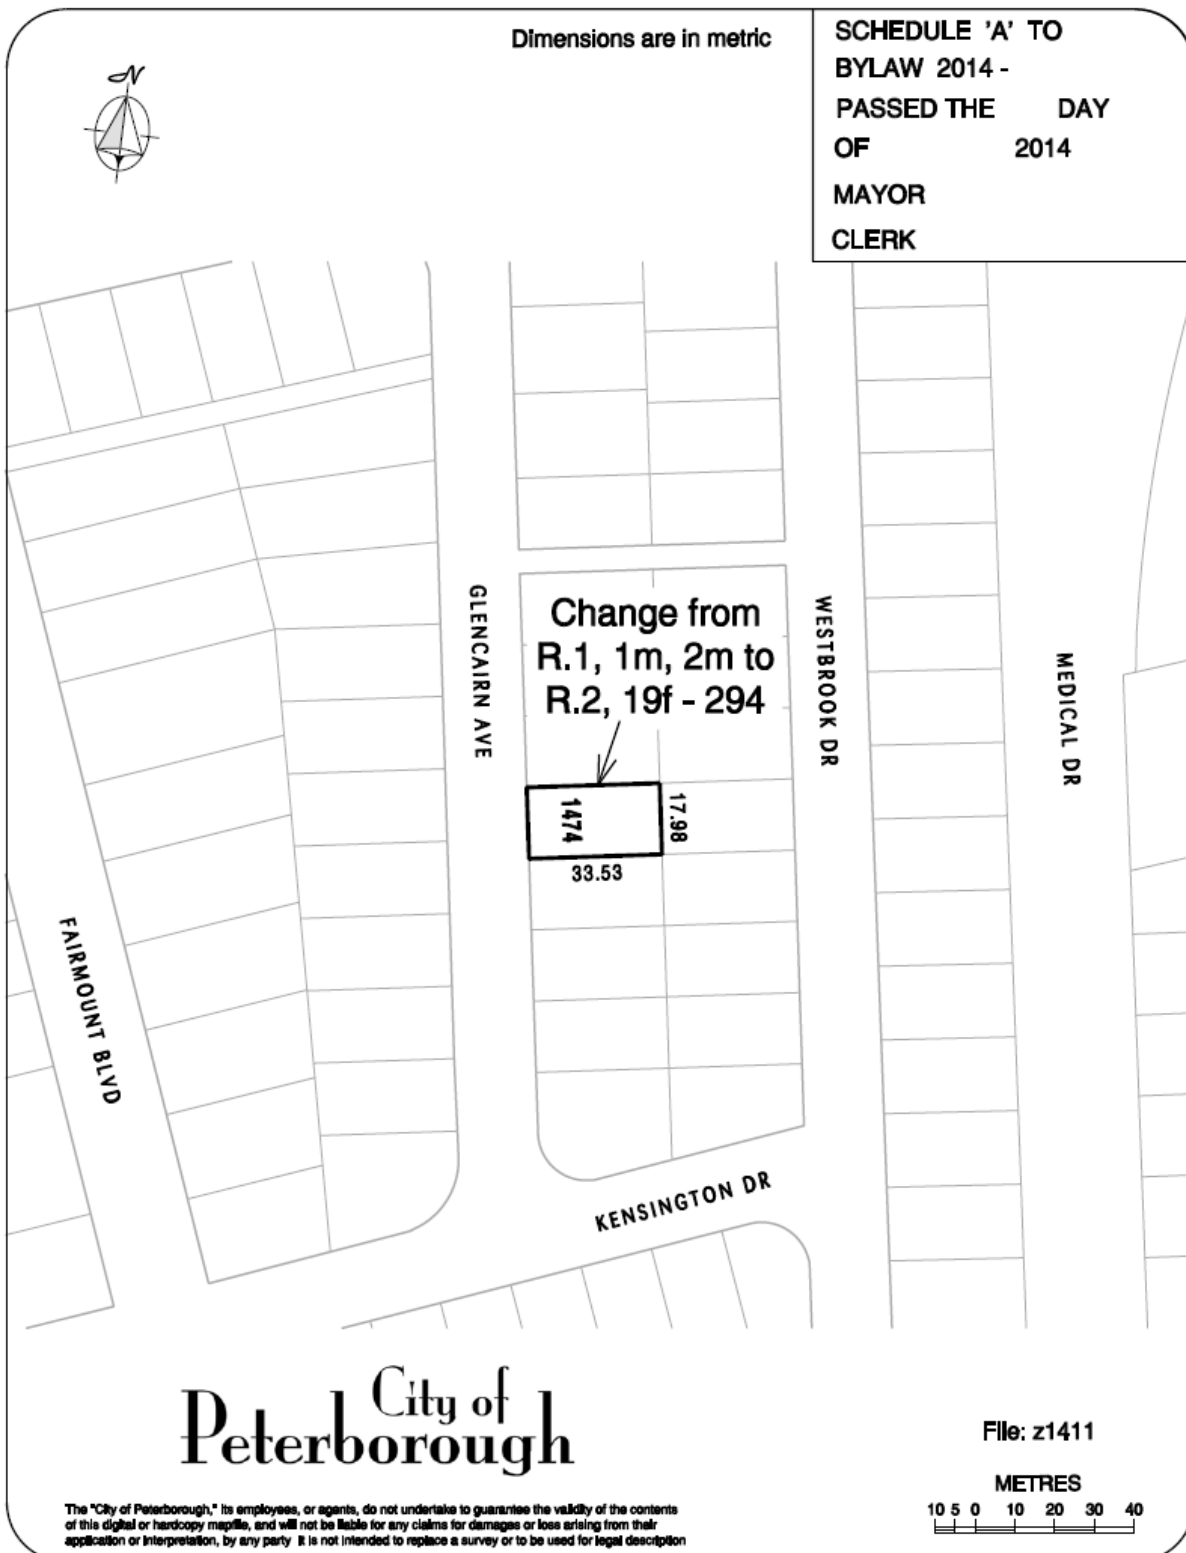 Dimensions are in metric
SCHEDULE 'A' TO
BYLAW 2014 -
PASSED THE DAY
OF 2014
MAYOR
CLERK
N
Change from
R.1, 1m, 2m to
R.2, 19f - 294
GLENCAIRN AVE
WESTBROOK DR
MEDICAL DR
1474
17.98
33.53
FAIRMOUNT BLVD
KENSINGTON DR
City of
Peterborough
File: z1411
METRES
10 5 0 10 20 30 40
The "City of Peterborough," its employees, or agents, do not undertake to guarantee the validity of the contents
of this digital or hardcopy mapfile, and will not be liable for any claims for damages or loss arising from their
application or interpretation, by any party It is not intended to replace a survey or to be used for legal description